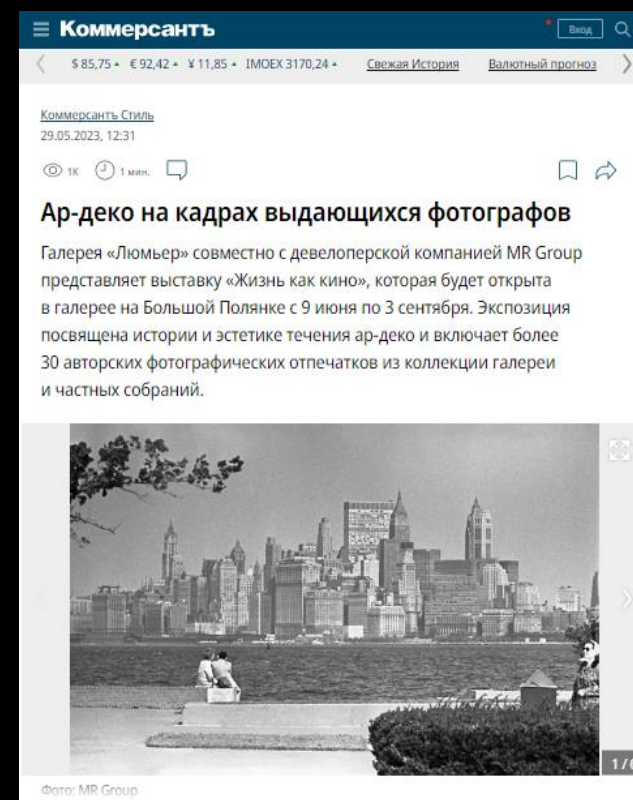 Коммерсантъ
Вход
$ 85,75 € 92,42 ¥ 11,85 IMOEX 3170,24 Свежая История Валютный прогноз
Коммерсантъ Стиль
29.05.2023, 12:31
1K 1 мин.
Ар-деко на кадрах выдающихся фотографов
Галерея «Люмьер» совместно с девелоперской компанией MR Group
представляет выставку «Жизнь как кино», которая будет открыта
в галерее на Большой Полянке с 9 июня по 3 сентября. Экспозиция
посвящена истории и эстетике течения ар-деко и включает более
30 авторских фотографических отпечатков из коллекции галереи
и частных собраний.
Фото: MR Group